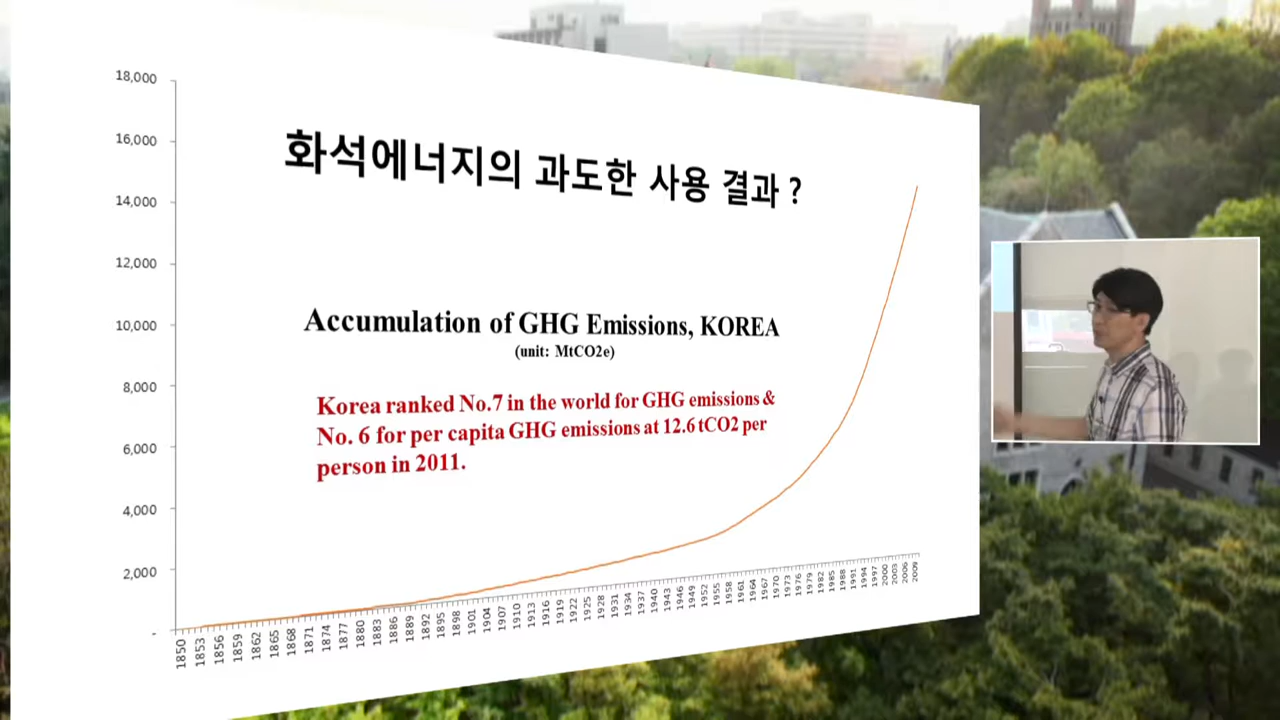 18,000
16,000
14,000
12,000
10,000
8,000
6,000
4,000
2,000
-
화석에너지의 과도한 사용 결과 ?
Accumulation of GHG Emissions, KOREA
(unit: MtCO2e)
Korea ranked No.7 in the world for GHG emissions &
No. 6 for per capita GHG emissions at 12.6 tCO2 per
person in 2011.
1850 1853 1856 1859 1862 1865 1868 1871 1874 1877 1880 1883 1886 1889 1892 1895 1898 1901 1904 1907 1910 1913 1916 1919 1922 1925 1928 1931 1934 1937 1940 1943 1946 1949 1952 1955 1958 1961 1964 1967 1970 1973 1976 1979 1982 1985 1988 1991 1994 1997 2000 2003 2006 2009